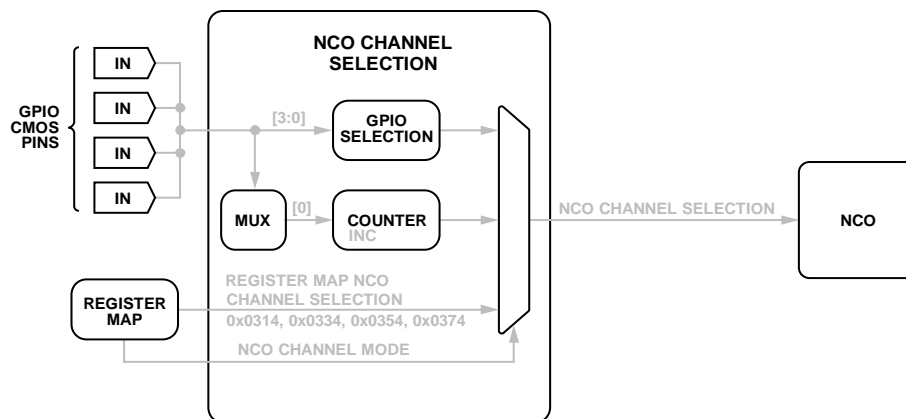 NCO CHANNEL
SELECTION
IN
IN
IN
IN
GPIO
CMOS
PINS
[3:0]
GPIO
SELECTION
MUX
[0]
COUNTER
INC
NCO CHANNEL SELECTION
NCO
REGISTER
MAP
REGISTER MAP NCO
CHANNEL SELECTION
0x0314, 0x0334, 0x0354, 0x0374
NCO CHANNEL MODE